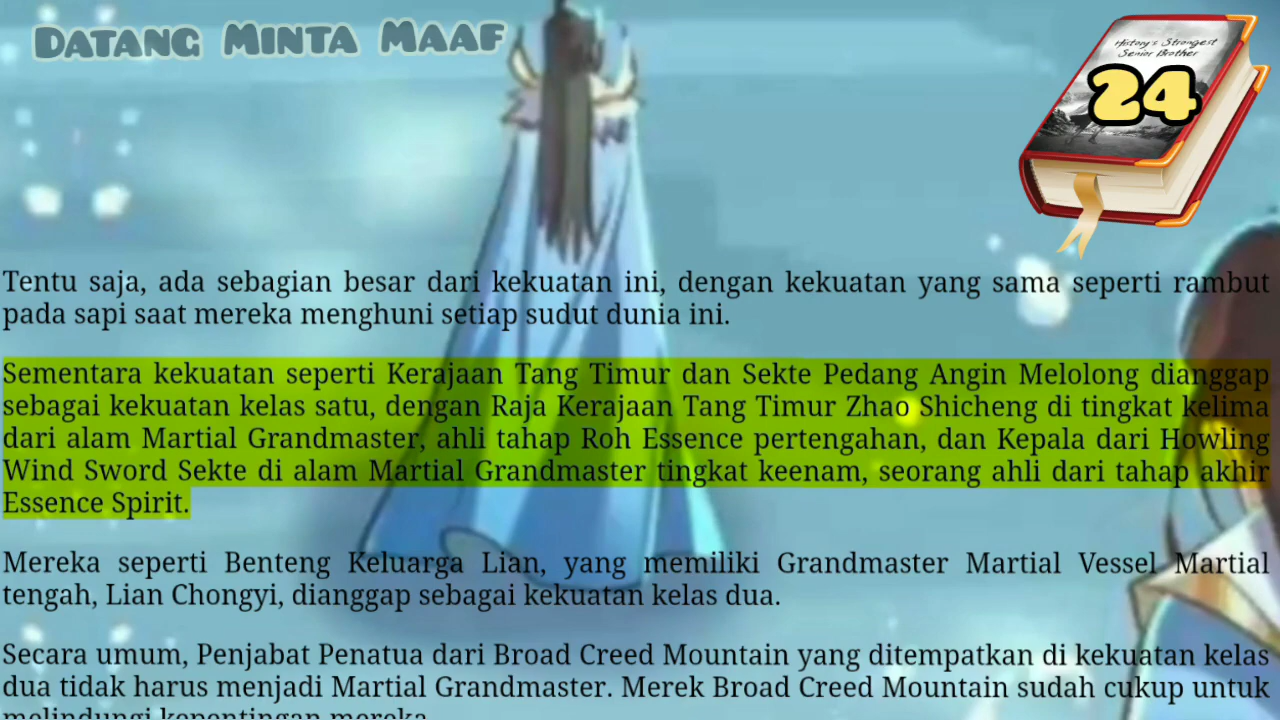 Datang Minta Maaf
History's Strongest
Senior Brother
24
Tentu saja, ada sebagian besar dari kekuatan ini, dengan kekuatan yang sama seperti rambut
pada sapi saat mereka menghuni setiap sudut dunia ini.
Sementara kekuatan seperti Kerajaan Tang Timur dan Sekte Pedang Angin Melolong dianggap
sebagai kekuatan kelas satu, dengan Raja Kerajaan Tang Timur Zhao Shicheng di tingkat kelima
dari alam Martial Grandmaster, ahli tahap Roh Essence pertengahan, dan Kepala dari Howling
Wind Sword Sekte di alam Martial Grandmaster tingkat keenam, seorang ahli dari tahap akhir
Essence Spirit.
Mereka seperti Benteng Keluarga Lian, yang memiliki Grandmaster Martial Vessel Martial
tengah, Lian Chongyi, dianggap sebagai kekuatan kelas dua.
Secara umum, Penjabat Penatua dari Broad Creed Mountain yang ditempatkan di kekuatan kelas
dua tidak harus menjadi Martial Grandmaster. Merek Broad Creed Mountain sudah cukup untuk
melindungi kepentingan mereka.